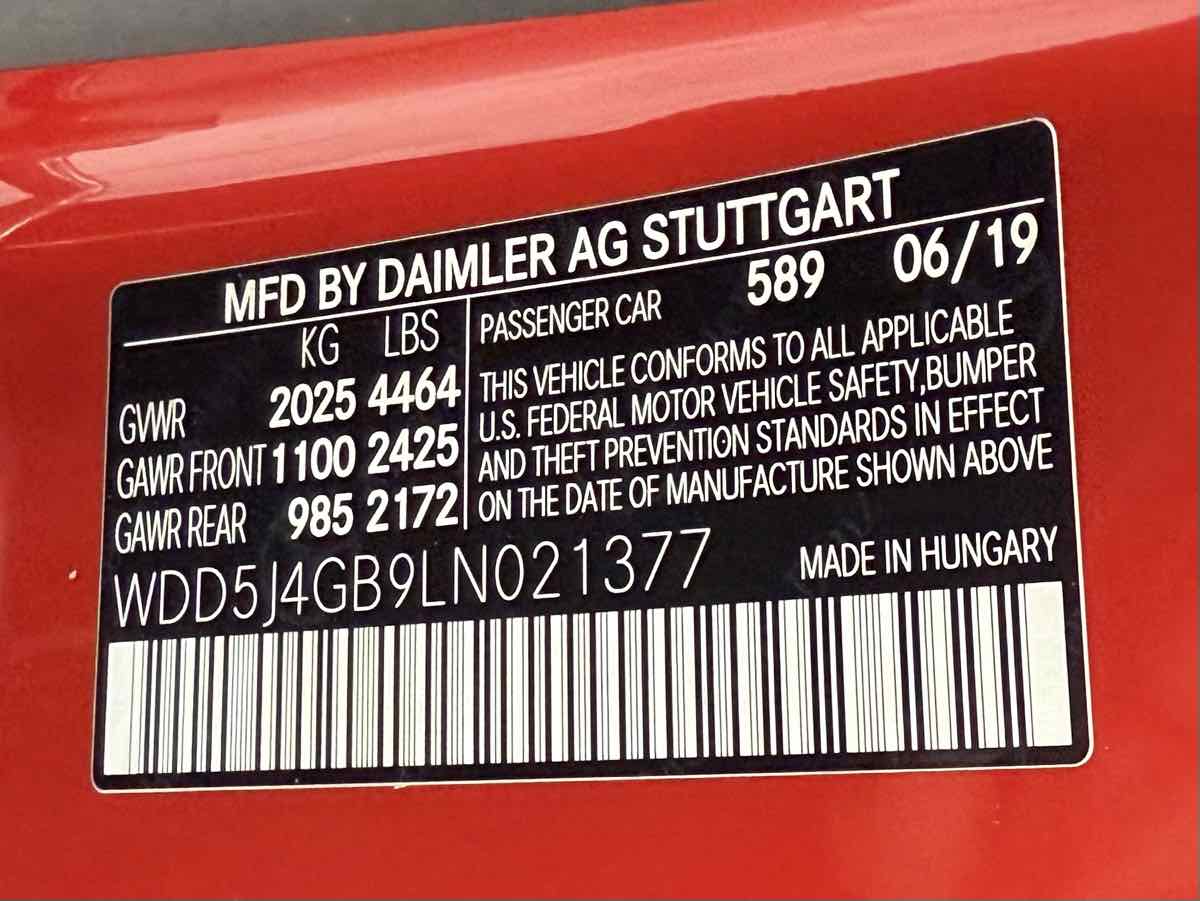 MFD BY DAIMLER AG STUTTGART
KG LBS
GVWR 2025 4464
GAWR FRONT 1100 2425
GAWR REAR 985 2172
PASSENGER CAR 589 06/19
THIS VEHICLE CONFORMS TO ALL APPLICABLE
U.S. FEDERAL MOTOR VEHICLE SAFETY,BUMPER
AND THEFT PREVENTION STANDARDS IN EFFECT
ON THE DATE OF MANUFACTURE SHOWN ABOVE
WDD5J4GB9LN021377
MADE IN HUNGARY